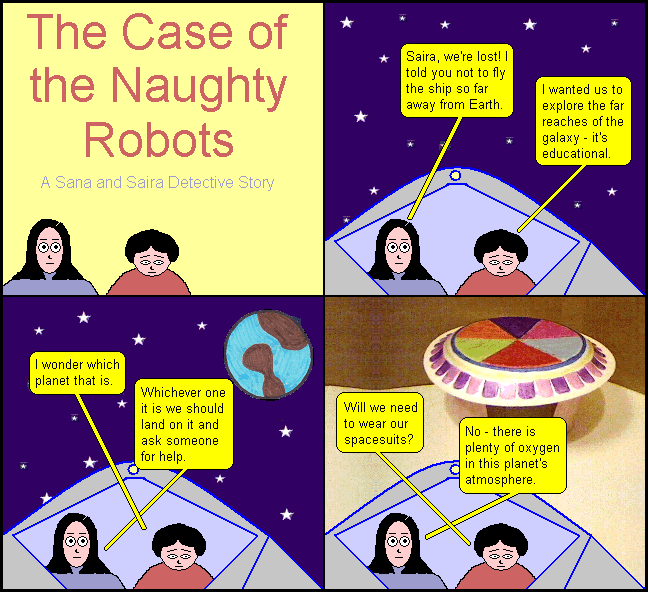 The Case of
the Naughty
Robots
A Sana and Saira Detective Story
Saira, we're lost! I
told you not to fly
the ship so far
away from Earth.
I wanted us to
explore the far
reaches of the
galaxy - it's
educational.
I wonder which
planet that is.
Whichever one
it is we should
land on it and
ask someone
for help.
Will we need
to wear our
spacesuits?
No - there is
plenty of oxygen
in this planet's
atmosphere.